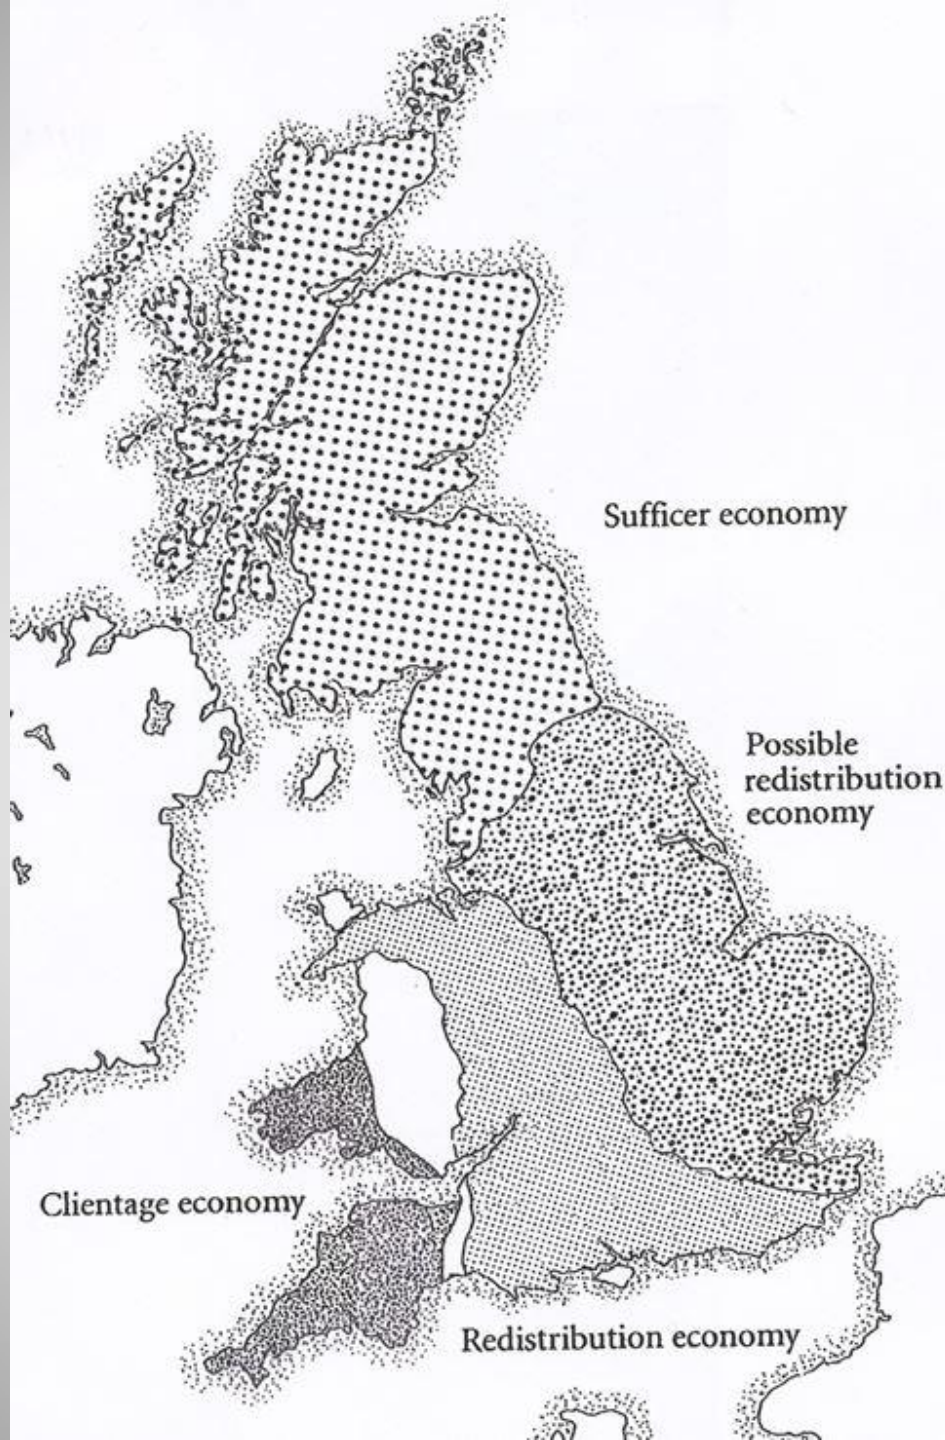 Sufficer economy
Possible
redistribution
economy
Clientage economy
Redistribution economy